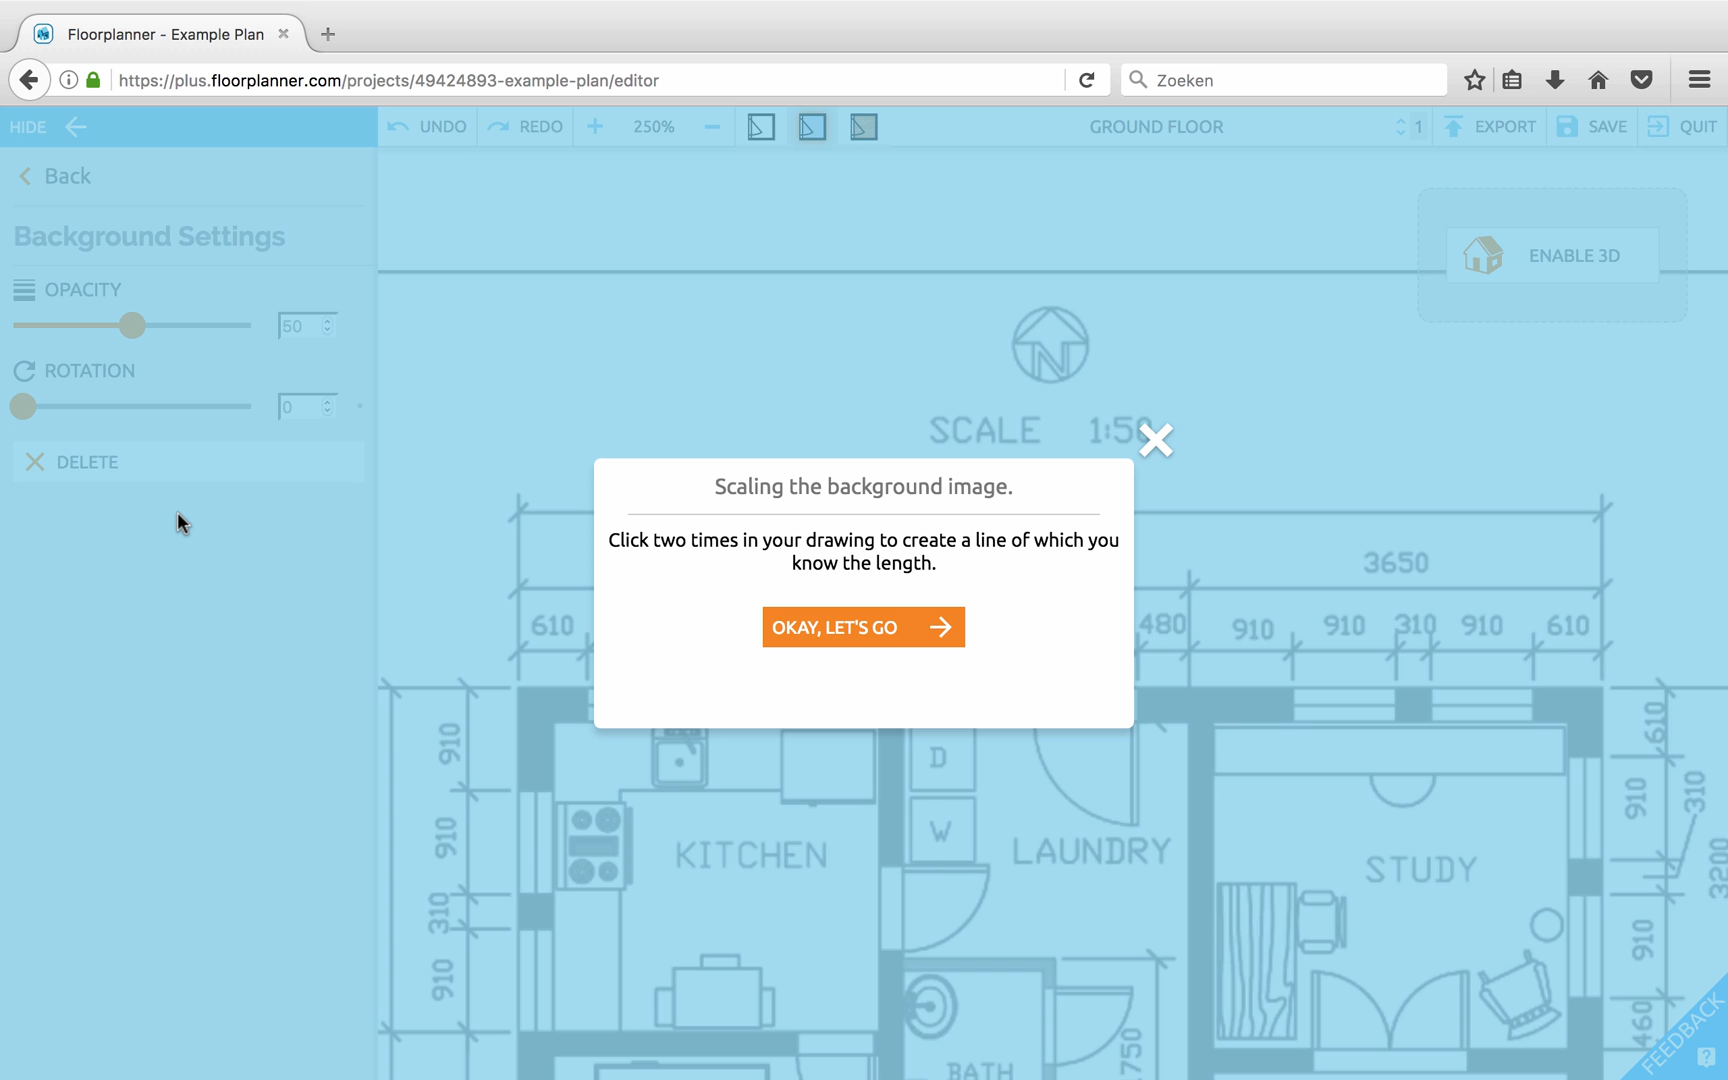 Floorplanner - Example Plan
https://plus.floorplanner.com/projects/49424893-example-plan/editor
Zoeken
HIDE
UNDO
REDO
250%
GROUND FLOOR
1
EXPORT
SAVE
QUIT
Back
Background Settings
OPACITY
50
ROTATION
0
DELETE
ENABLE 3D
N
SCALE 1:50
Scaling the background image.
Click two times in your drawing to create a line of which you
know the length.
OKAY, LET'S GO
3650
610
480
910
910
310
910
610
910
910
310
910
610
910
310
3200
910
460
D
W
KITCHEN
LAUNDRY
STUDY
BATH
750
FEEDBACK
?